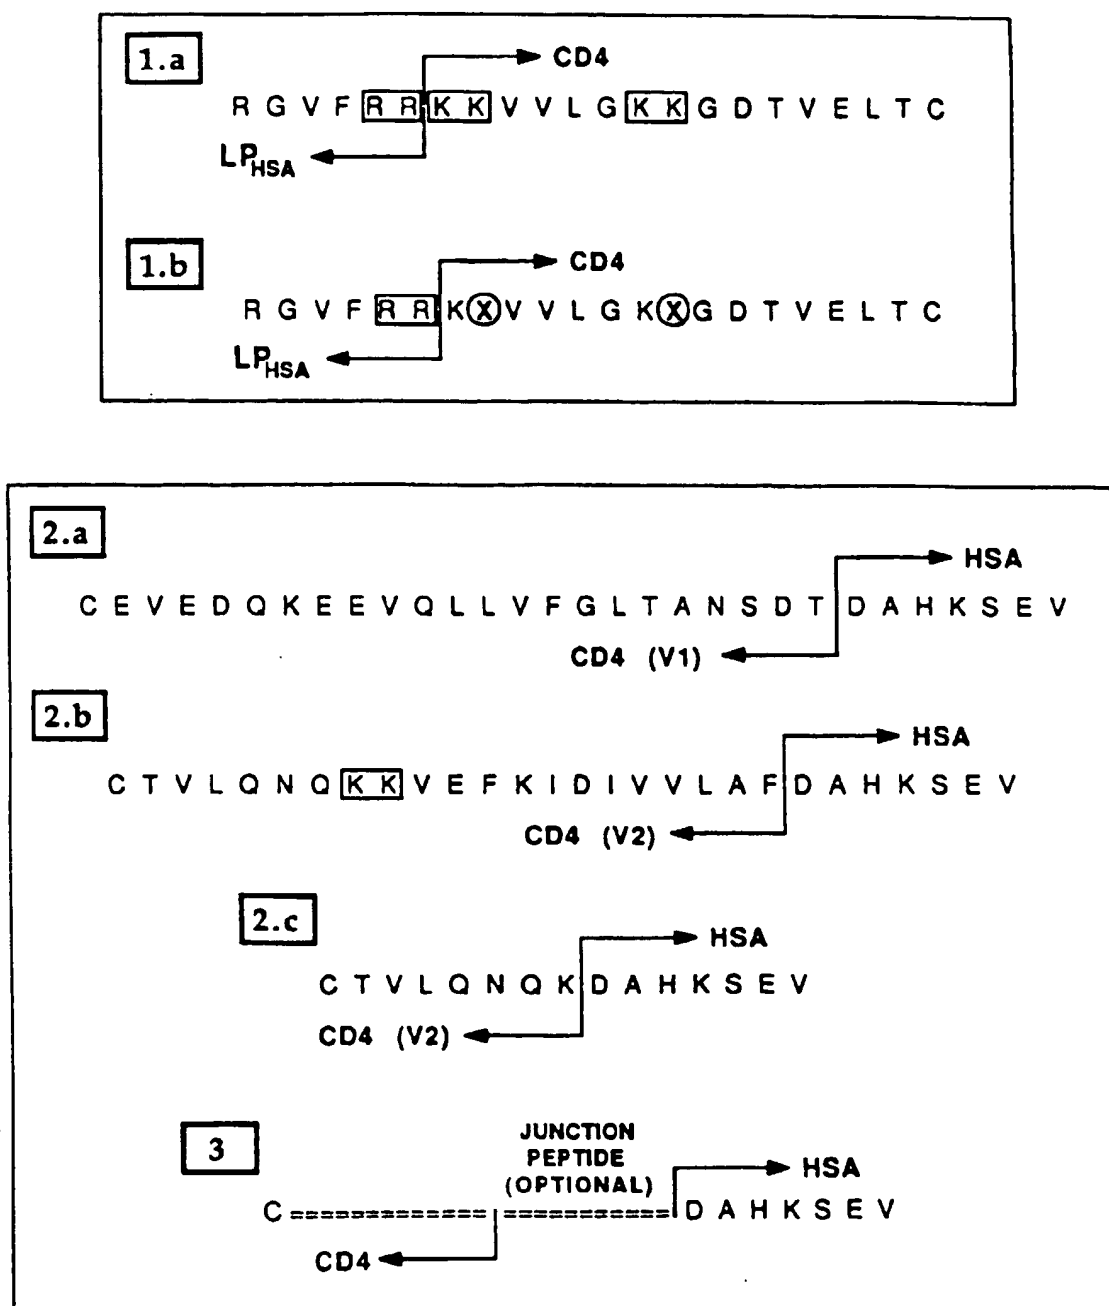 1.a
CD4
R G V F R R K K V V L G K K G D T V E L T C
LPHSA
1.b
CD4
R G V F R R K X V V L G K X G D T V E L T C
LPHSA
2.a
HSA
C E V E D Q K E E V Q L L V F G L T A N S D T D A H K S E V
CD4 (V1)
2.b
HSA
C T V L Q N Q K K V E F K I D I V V L A F D A H K S E V
CD4 (V2)
2.c
HSA
C T V L Q N Q K D A H K S E V
CD4 (V2)
3
JUNCTION
PEPTIDE
(OPTIONAL)
HSA
C ============ =========== D A H K S E V
CD4